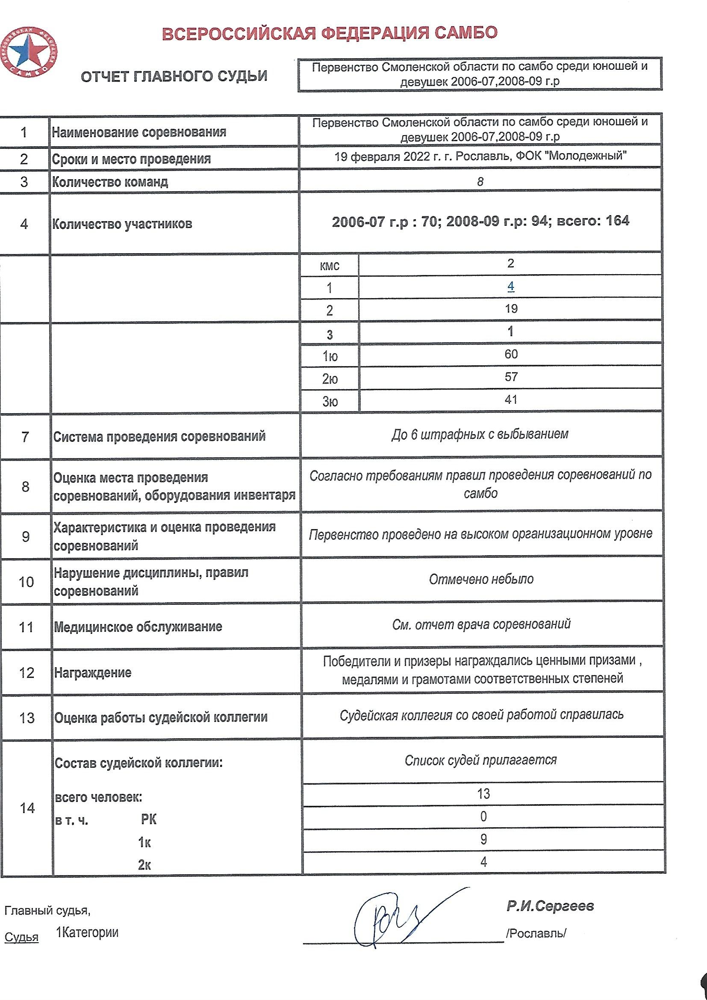 ВСЕРОССИЙСКАЯ ФЕДЕРАЦИЯ САМБО
ВСЕРОССИЙСКАЯ ФЕДЕРАЦИЯ
САМБО
ОТЧЕТ ГЛАВНОГО СУДЬИ
Первенство Смоленской области по самбо среди юношей и
девушек 2006-07,2008-09 г.р
1
Наименование соревнования
Первенство Смоленской области по самбо среди юношей и
девушек 2006-07,2008-09 г.р
2
Сроки и место проведения
19 февраля 2022 г. г. Рославль, ФОК "Молодежный"
3
Количество команд
8
4
Количество участников
2006-07 г.р : 70; 2008-09 г.р: 94; всего: 164
кмс
2
1
4
2
19
3
1
1ю
60
2ю
57
3ю
41
7
Система проведения соревнований
До 6 штрафных с выбыванием
8
Оценка места проведения
соревнований, оборудования инвентаря
Согласно требованиям правил проведения соревнований по
самбо
9
Характеристика и оценка проведения
соревнований
Первенство проведено на высоком организационном уровне
10
Нарушение дисциплины, правил
соревнований
Отмечено небыло
11
Медицинское обслуживание
См. отчет врача соревнований
12
Награждение
Победители и призеры награждались ценными призами ,
медалями и грамотами соответственных степеней
13
Оценка работы судейской коллегии
Судейская коллегия со своей работой справилась
14
Состав судейской коллегии:
Список судей прилагается
всего человек:
13
в т. ч. РК
0
1к
9
2к
4
Главный судья,
Р.И.Сергеев
Судья 1Категории
/Рославль/